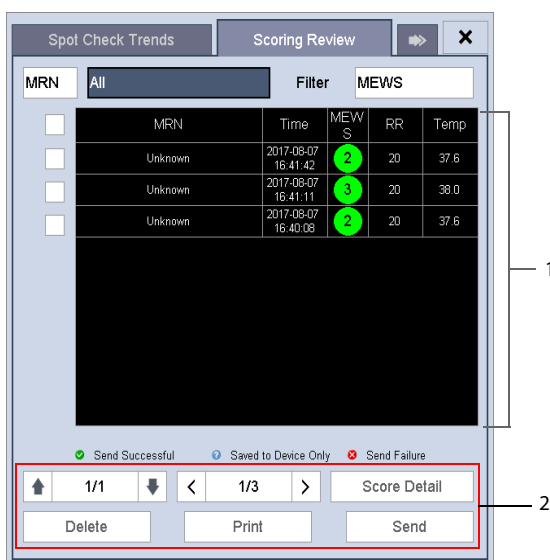 Spot Check Trends Scoring Review ×
MRN All Filter MEWS
MRN Time MEW S RR Temp
Unknown 2017-08-07 16:41:42 2 20 37.6
Unknown 2017-08-07 16:41:11 3 20 38.0
Unknown 2017-08-07 16:40:08 2 20 37.6
1
Send Successful ? Saved to Device Only Send Failure
1/1 < 1/3 > Score Detail
2
Delete Print Send